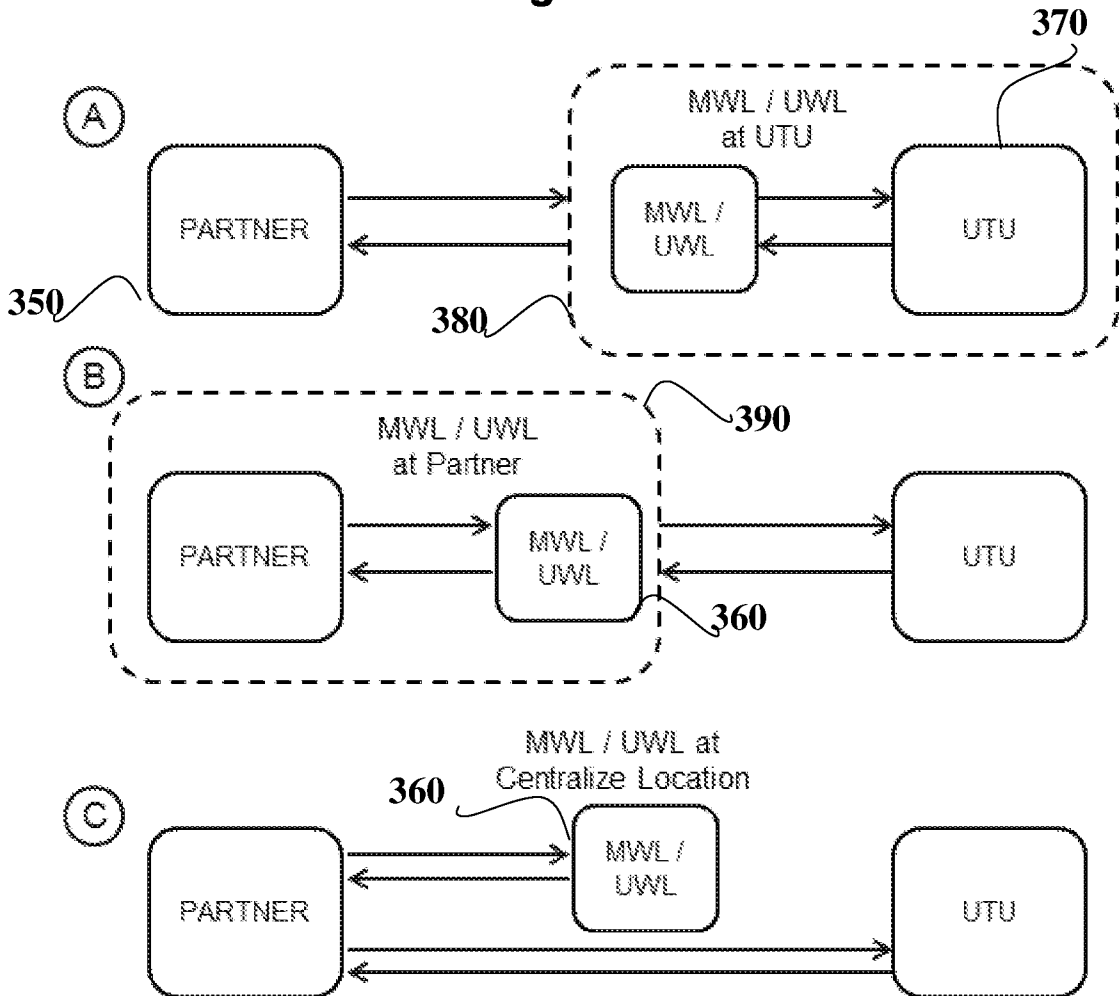 370
A
MWL / UWL
at UTU
PARTNER
MWL /
UWL
UTU
350
380
B
390
MWL / UWL
at Partner
PARTNER
MWL /
UWL
UTU
360
MWL / UWL at
Centralize Location
360
C
PARTNER
MWL /
UWL
UTU